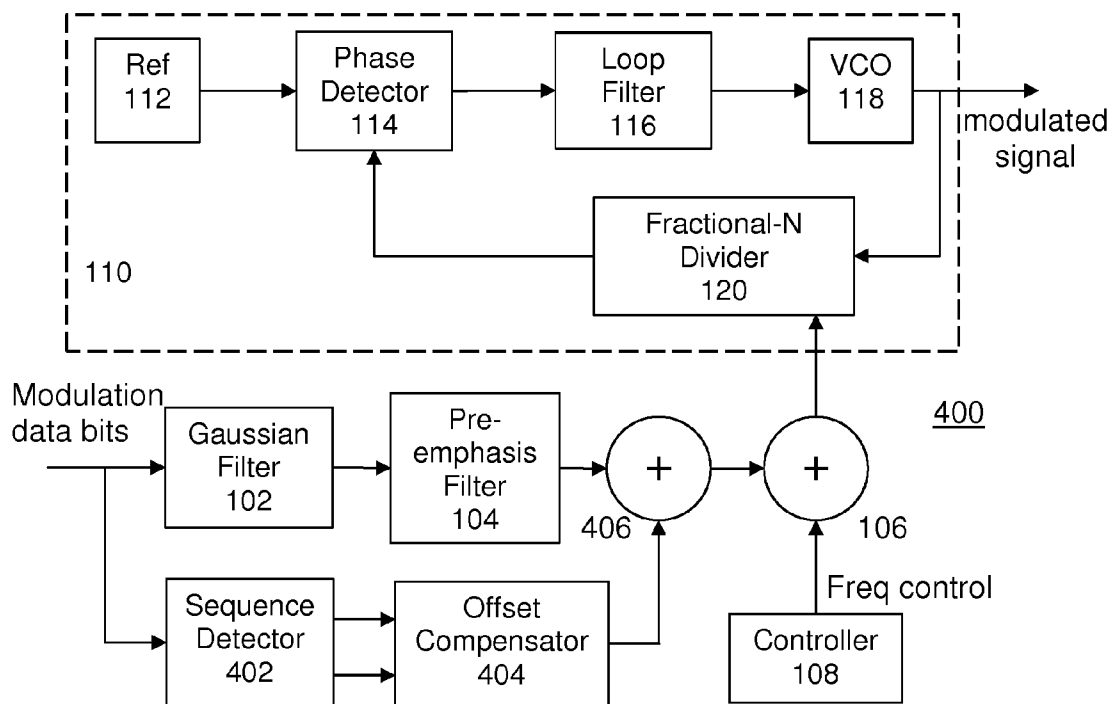 Ref
112
Phase
Detector
114
Loop
Filter
116
VCO
118
modulated
signal
Fractional-N
Divider
120
110
Modulation
data bits
Gaussian
Filter
102
Pre-
emphasis
Filter
104
+
406
+
106
400
Sequence
Detector
402
Offset
Compensator
404
Freq control
Controller
108